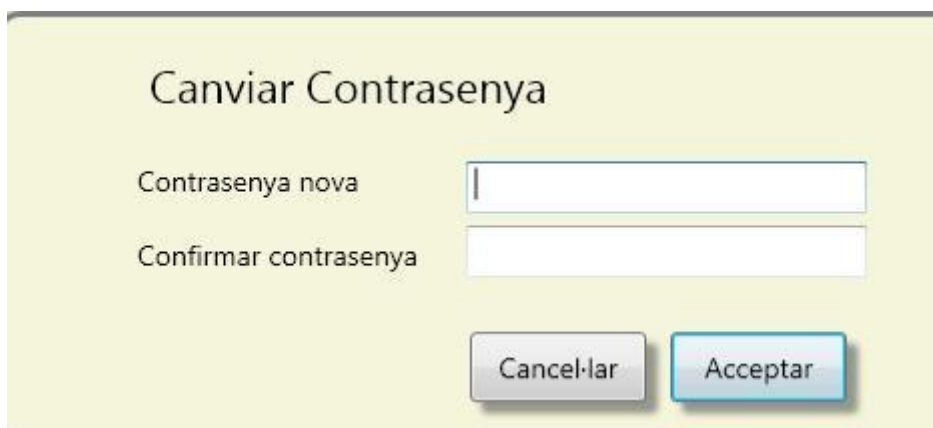 Canviar Contrasenya
Contrasenya nova
Confirmar contrasenya
Cancel·lar Acceptar